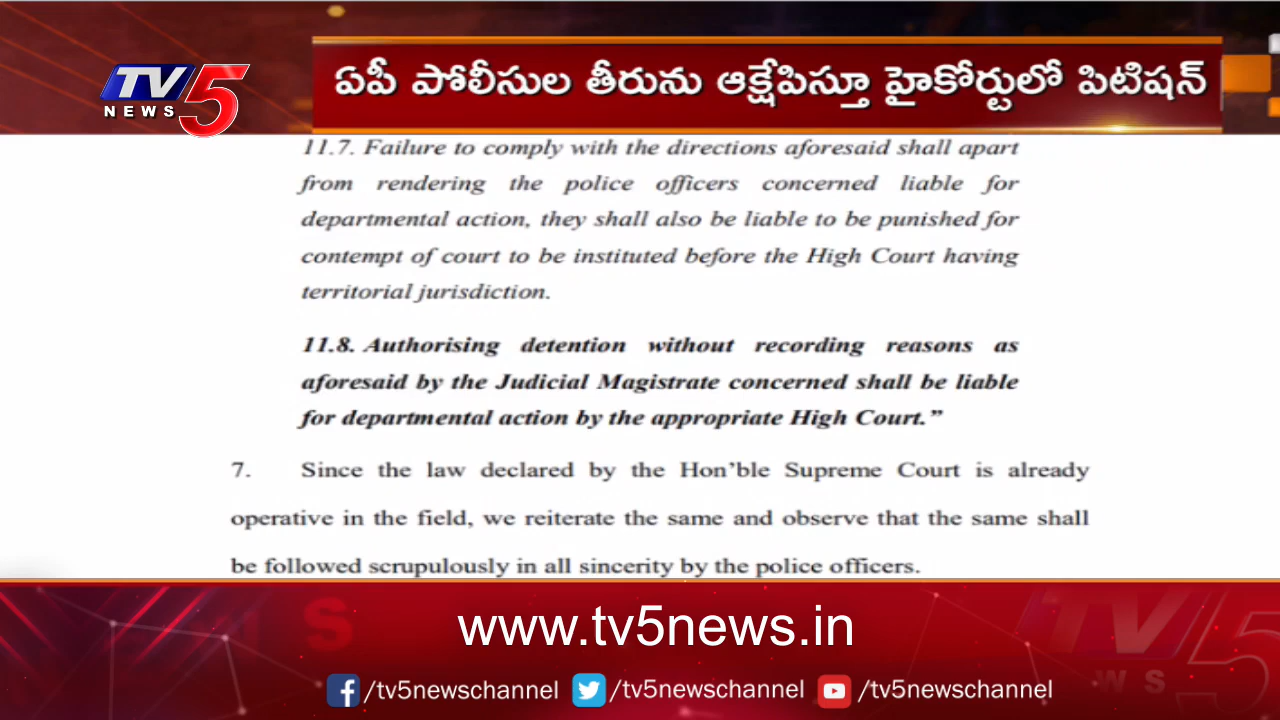 TV5
NEWS
ఏపీ పోలీసుల తీరును ఆక్షేపిస్తూ హైకోర్టులో పిటిషన్
11.7. Failure to comply with the directions aforesaid shall apart
from rendering the police officers concerned liable for
departmental action, they shall also be liable to be punished for
contempt of court to be instituted before the High Court having
territorial jurisdiction.
11.8. Authorising detention without recording reasons as
aforesaid by the Judicial Magistrate concerned shall be liable
for departmental action by the appropriate High Court.”
7. Since the law declared by the Hon’ble Supreme Court is already
operative in the field, we reiterate the same and observe that the same shall
be followed scrupulously in all sincerity by the police officers.
www.tv5news.in
/tv5newschannel /tv5newschannel /tv5newschannel